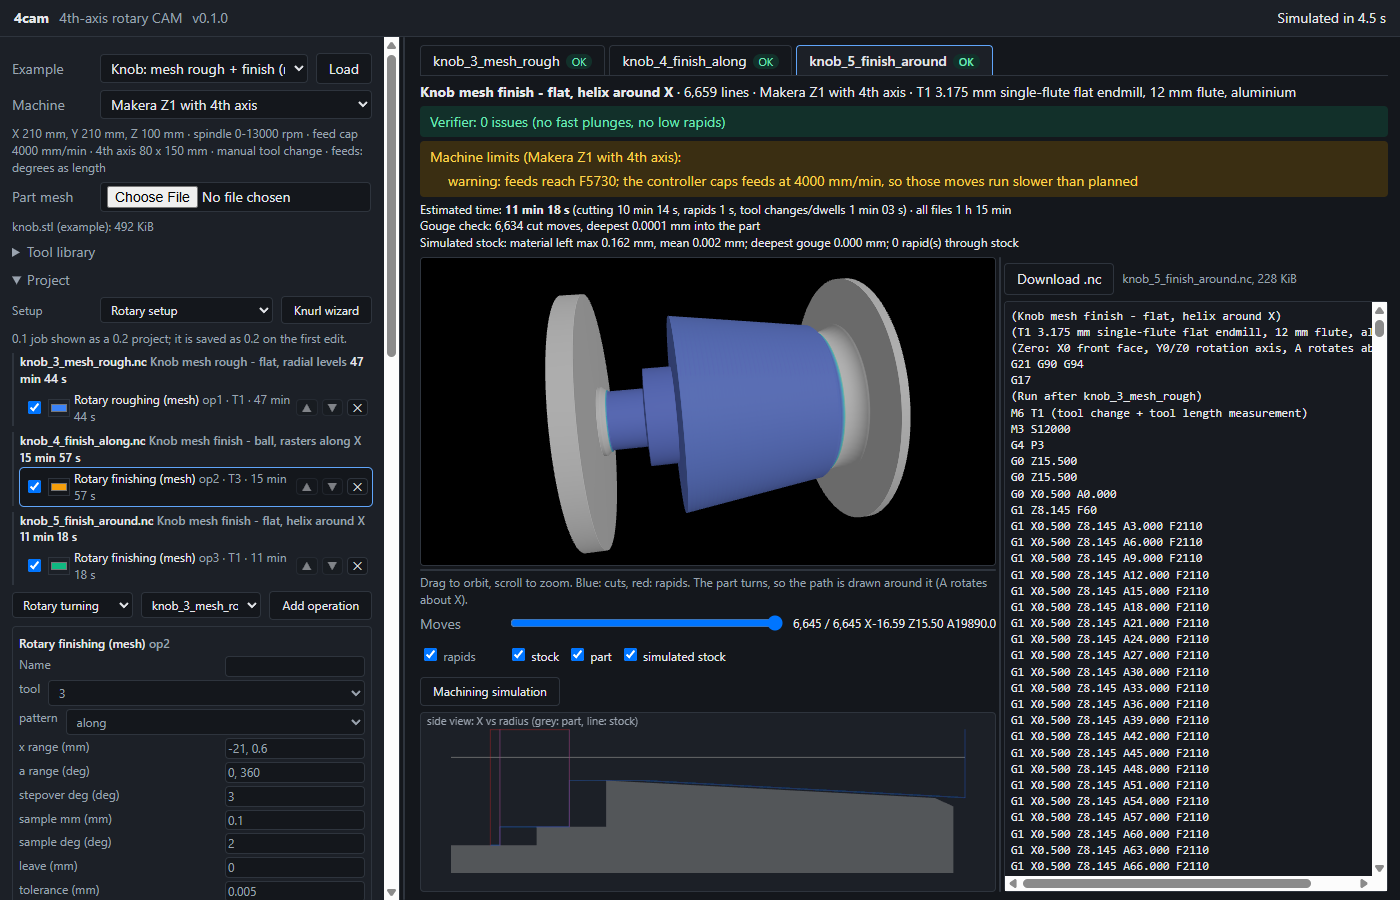 4cam 4th-axis rotary CAM v0.1.0
Simulated in 4.5 s
Example
Knob: mesh rough + finish (
Load
Machine
Makera Z1 with 4th axis
X 210 mm, Y 210 mm, Z 100 mm · spindle 0-13000 rpm · feed cap
4000 mm/min · 4th axis 80 x 150 mm · manual tool change · feeds:
degrees as length
Part mesh
Choose File No file chosen
knob.stl (example): 492 KiB
Tool library
Project
Setup
Rotary setup
Knurl wizard
0.1 job shown as a 0.2 project; it is saved as 0.2 on the first edit.
knob_3_mesh_rough.nc Knob mesh rough - flat, radial levels 47
min 44 s
Rotary roughing (mesh) op1 · T1 · 47 min
44 s
knob_4_finish_along.nc Knob mesh finish - ball, rasters along X
15 min 57 s
Rotary finishing (mesh) op2 · T3 · 15 min
57 s
knob_5_finish_around.nc Knob mesh finish - flat, helix around X
11 min 18 s
Rotary finishing (mesh) op3 · T1 · 11 min
18 s
Rotary turning
knob_3_mesh_rc
Add operation
Rotary finishing (mesh) op2
Name
tool
3
pattern
along
x range (mm)
-21, 0.6
a range (deg)
0, 360
stepover deg (deg)
3
sample mm (mm)
0.1
sample deg (deg)
2
leave (mm)
0
tolerance (mm)
0.005
knob_3_mesh_rough OK
knob_4_finish_along OK
knob_5_finish_around OK
Knob mesh finish - flat, helix around X · 6,659 lines · Makera Z1 with 4th axis · T1 3.175 mm single-flute flat endmill, 12 mm flute, aluminium
Verifier: 0 issues (no fast plunges, no low rapids)
Machine limits (Makera Z1 with 4th axis):
warning: feeds reach F5730; the controller caps feeds at 4000 mm/min, so those moves run slower than planned
Estimated time: 11 min 18 s (cutting 10 min 14 s, rapids 1 s, tool changes/dwells 1 min 03 s) · all files 1 h 15 min
Gouge check: 6,634 cut moves, deepest 0.0001 mm into the part
Simulated stock: material left max 0.162 mm, mean 0.002 mm; deepest gouge 0.000 mm; 0 rapid(s) through stock
Drag to orbit, scroll to zoom. Blue: cuts, red: rapids. The part turns, so the path is drawn around it (A rotates
about X).
Moves
6,645 / 6,645 X-16.59 Z15.50 A19890.0
rapids
stock
part
simulated stock
Machining simulation
side view: X vs radius (grey: part, line: stock)
Download .nc
knob_5_finish_around.nc, 228 KiB
(Knob mesh finish - flat, helix around X)
(T1 3.175 mm single-flute flat endmill, 12 mm flute, al
(Zero: X0 front face, Y0/Z0 rotation axis, A rotates ab
G21 G90 G94
G17
(Run after knob_3_mesh_rough)
M6 T1 (tool change + tool length measurement)
M3 S12000
G4 P3
G0 Z15.500
G0 Z15.500
G0 X0.500 A0.000
G1 Z8.145 F60
G1 X0.500 Z8.145 A3.000 F2110
G1 X0.500 Z8.145 A6.000 F2110
G1 X0.500 Z8.145 A9.000 F2110
G1 X0.500 Z8.145 A12.000 F2110
G1 X0.500 Z8.145 A15.000 F2110
G1 X0.500 Z8.145 A18.000 F2110
G1 X0.500 Z8.145 A21.000 F2110
G1 X0.500 Z8.145 A24.000 F2110
G1 X0.500 Z8.145 A27.000 F2110
G1 X0.500 Z8.145 A30.000 F2110
G1 X0.500 Z8.145 A33.000 F2110
G1 X0.500 Z8.145 A36.000 F2110
G1 X0.500 Z8.145 A39.000 F2110
G1 X0.500 Z8.145 A42.000 F2110
G1 X0.500 Z8.145 A45.000 F2110
G1 X0.500 Z8.145 A48.000 F2110
G1 X0.500 Z8.145 A51.000 F2110
G1 X0.500 Z8.145 A54.000 F2110
G1 X0.500 Z8.145 A57.000 F2110
G1 X0.500 Z8.145 A60.000 F2110
G1 X0.500 Z8.145 A63.000 F2110
G1 X0.500 Z8.145 A66.000 F2110